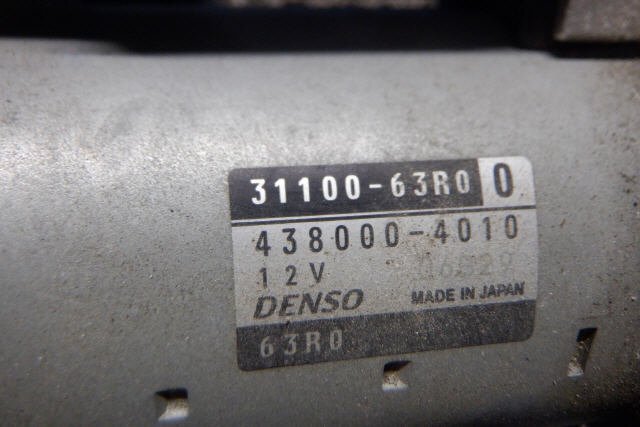 31100-63R0 0
438000-4010
12V
DENSO MADE IN JAPAN
63R0